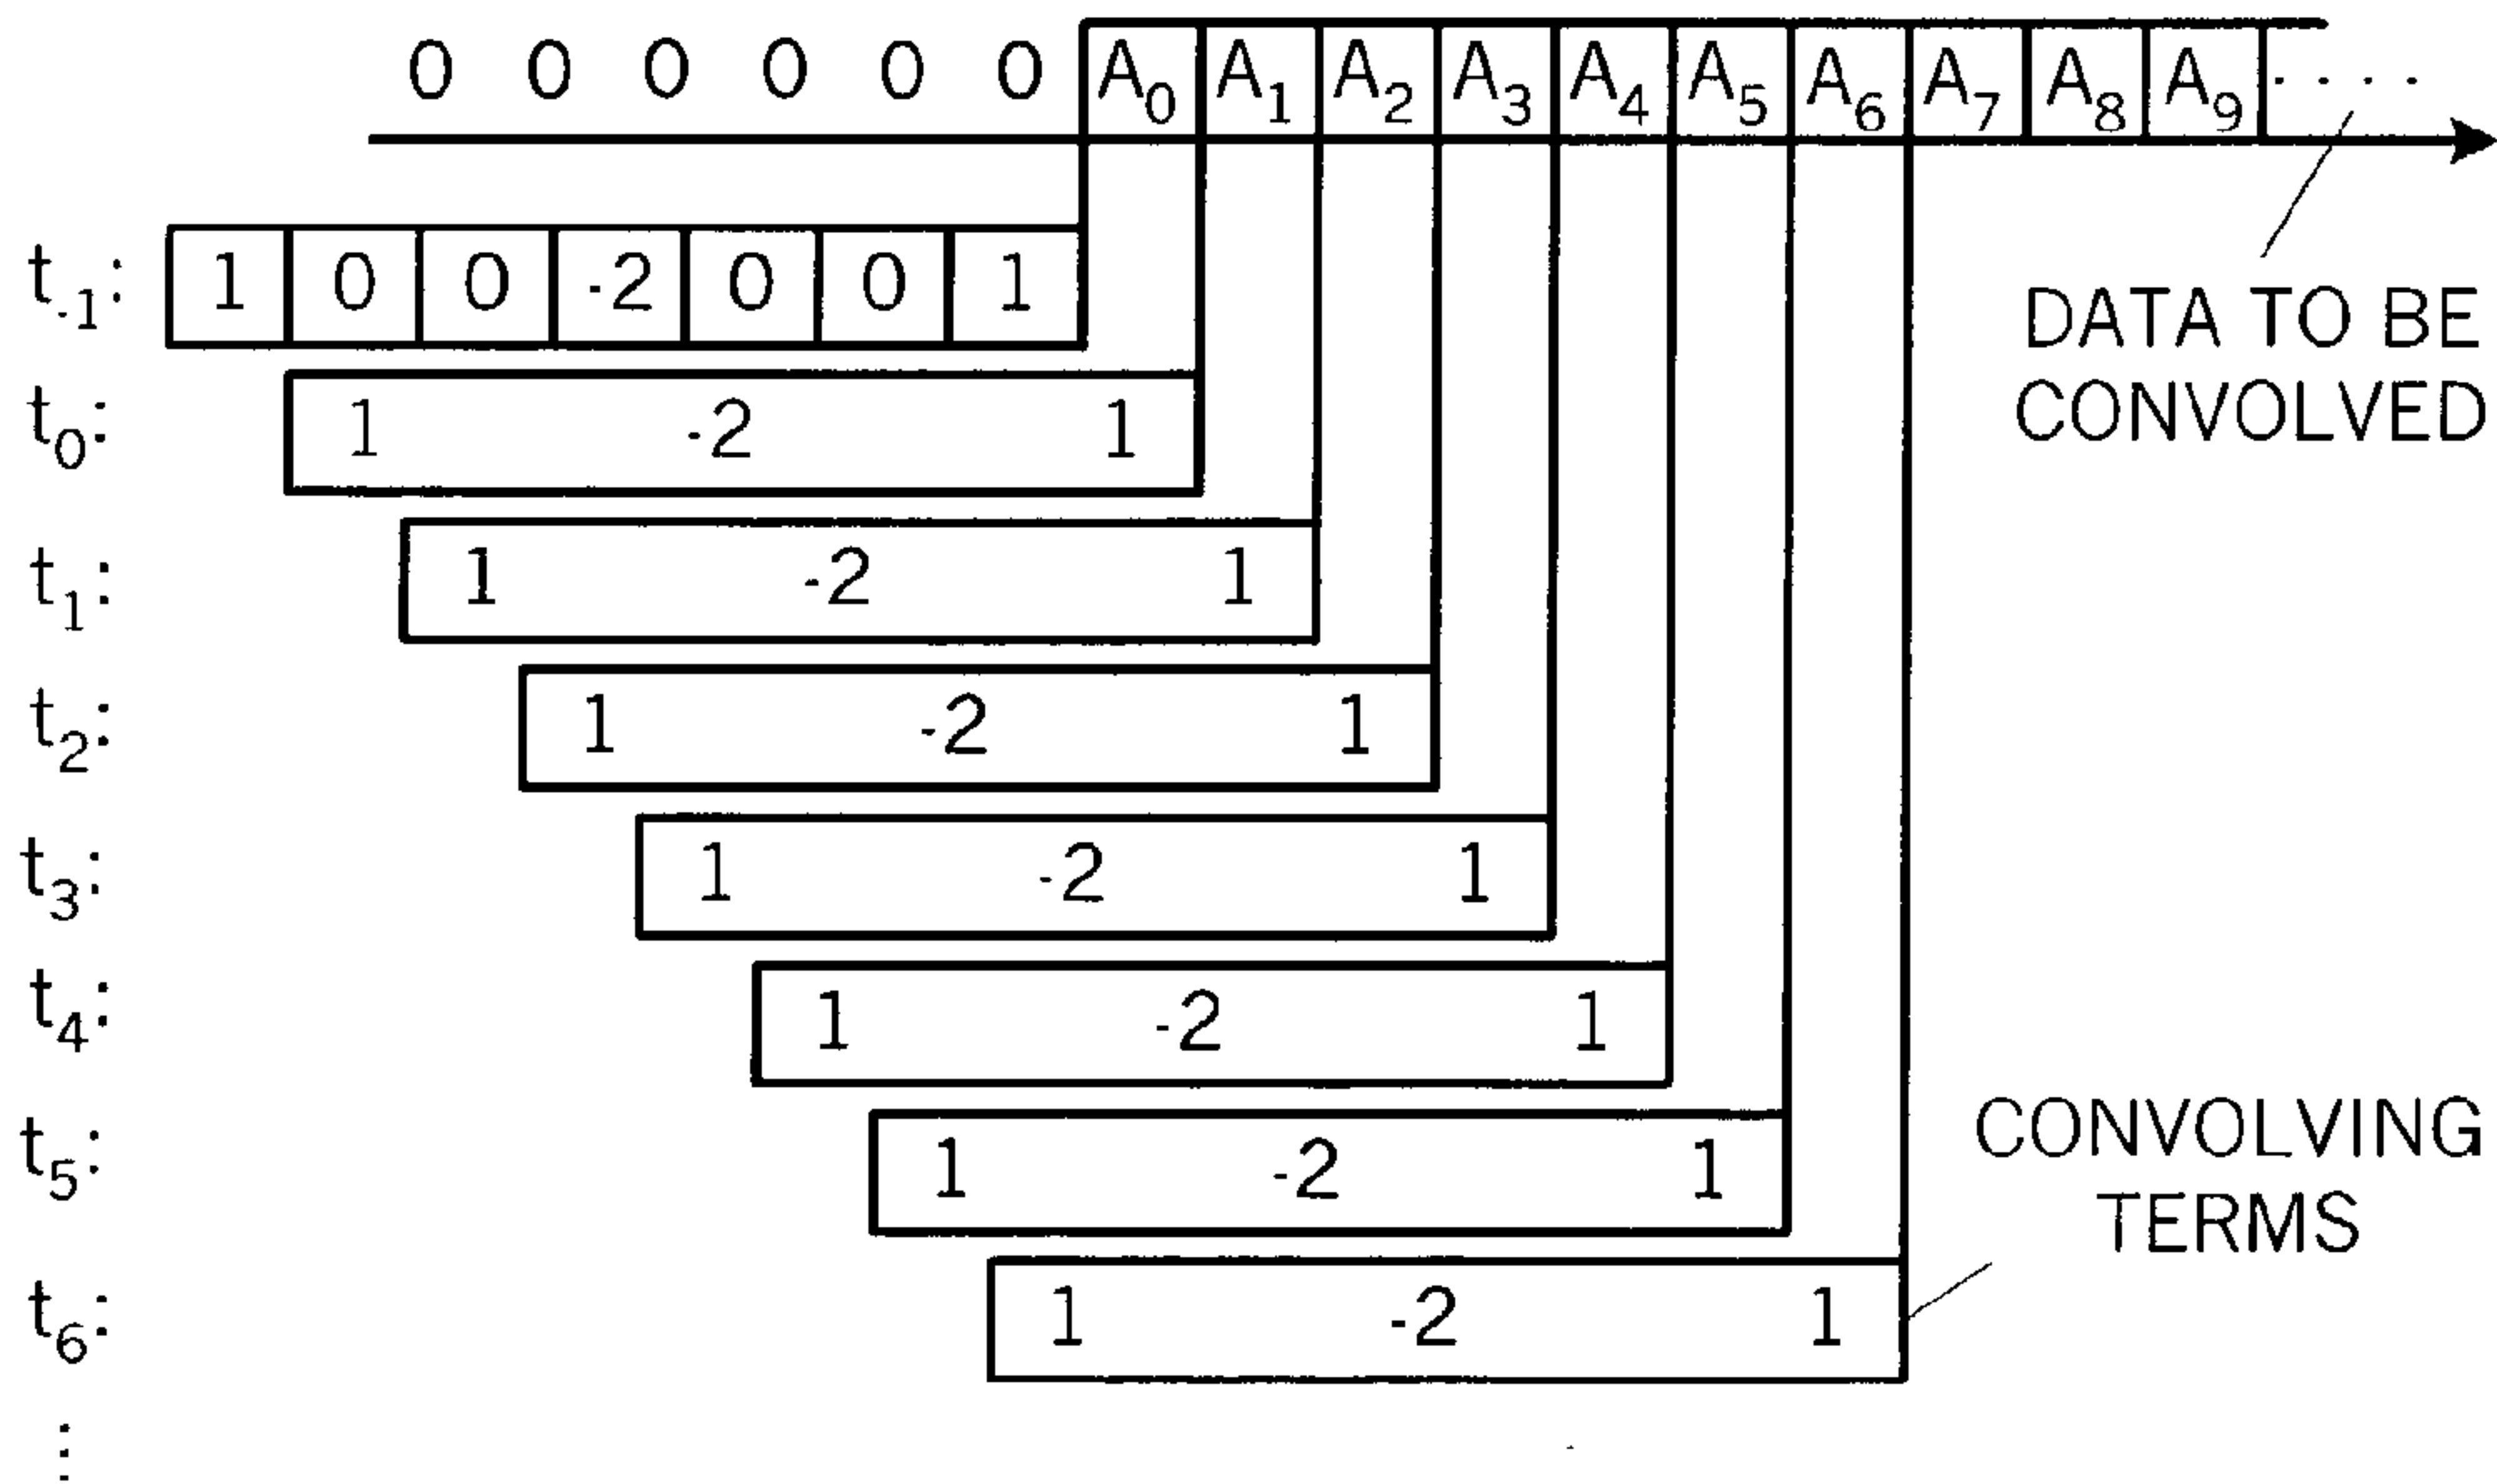 0 0 0 0 0 0 A0 A1 A2 A3 A4 A5 A6 A7 A8 A9 ....
t-1: 1 0 0 -2 0 0 1
DATA TO BE
CONVOLVED
t0: 1 -2 1
t1: 1 -2 1
t2: 1 -2 1
t3: 1 -2 1
t4: 1 -2 1
t5: 1 -2 1
CONVOLVING
TERMS
t6: 1 -2 1